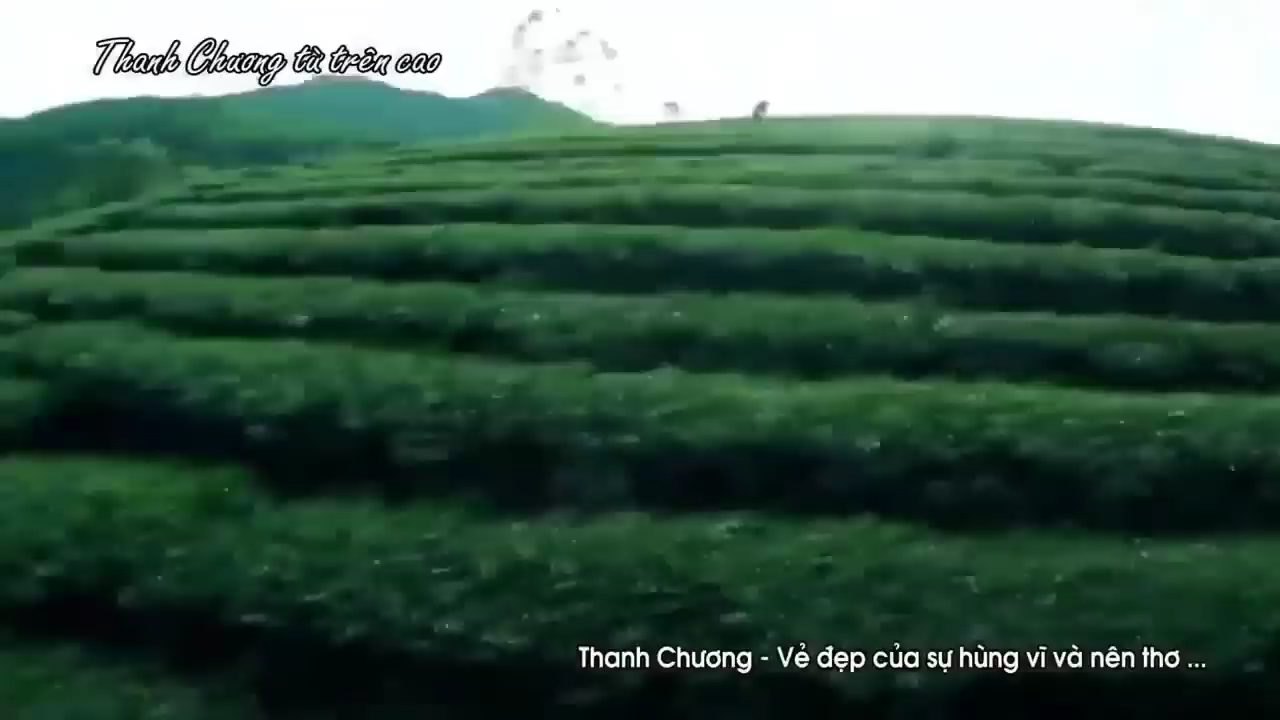 Thanh Chương từ trên cao
Thanh Chương - Vẻ đẹp của sự hùng vĩ và nên thơ ...